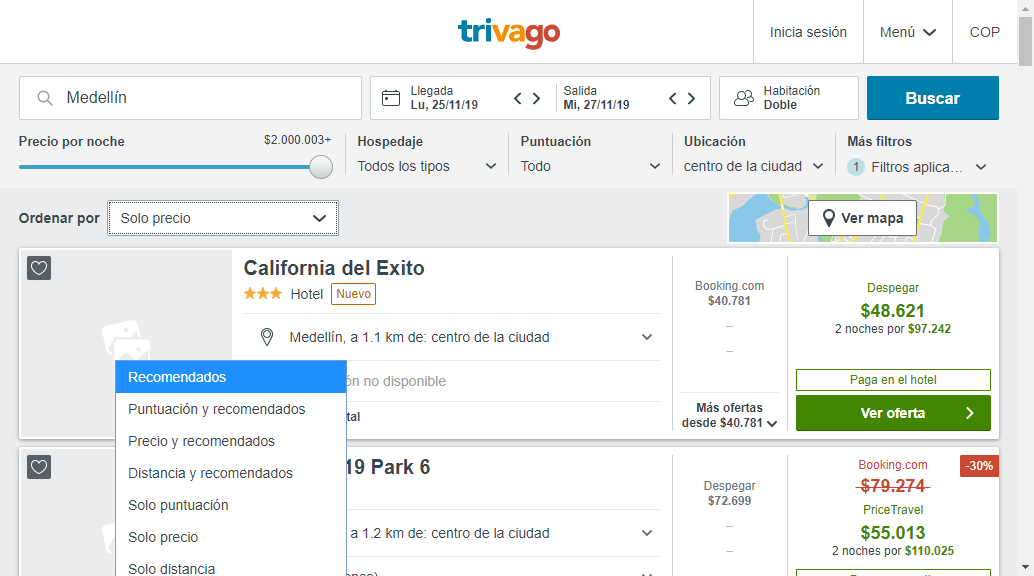 trivago
Inicia sesión
Menú
COP
Medellín
Llegada
Lu, 25/11/19
Salida
Mi, 27/11/19
Habitación
Doble
Buscar
Precio por noche
$2.000.003+
Hospedaje
Todos los tipos
Puntuación
Todo
Ubicación
centro de la ciudad
Más filtros
1 Filtros aplica...
Ordenar por
Solo precio
Ver mapa
California del Exito
Hotel
Nuevo
Medellín, a 1.1 km de: centro de la ciudad
ón no disponible
tal
Booking.com
$40.781
–
–
Más ofertas
desde $40.781
Despegar
$48.621
2 noches por $97.242
Paga en el hotel
Ver oferta
Recomendados
Puntuación y recomendados
Precio y recomendados
Distancia y recomendados
Solo puntuación
Solo precio
Solo distancia
19 Park 6
a 1.2 km de: centro de la ciudad
Despegar
$72.699
–
–
Booking.com
-30%
$79.274
PriceTravel
$55.013
2 noches por $110.025